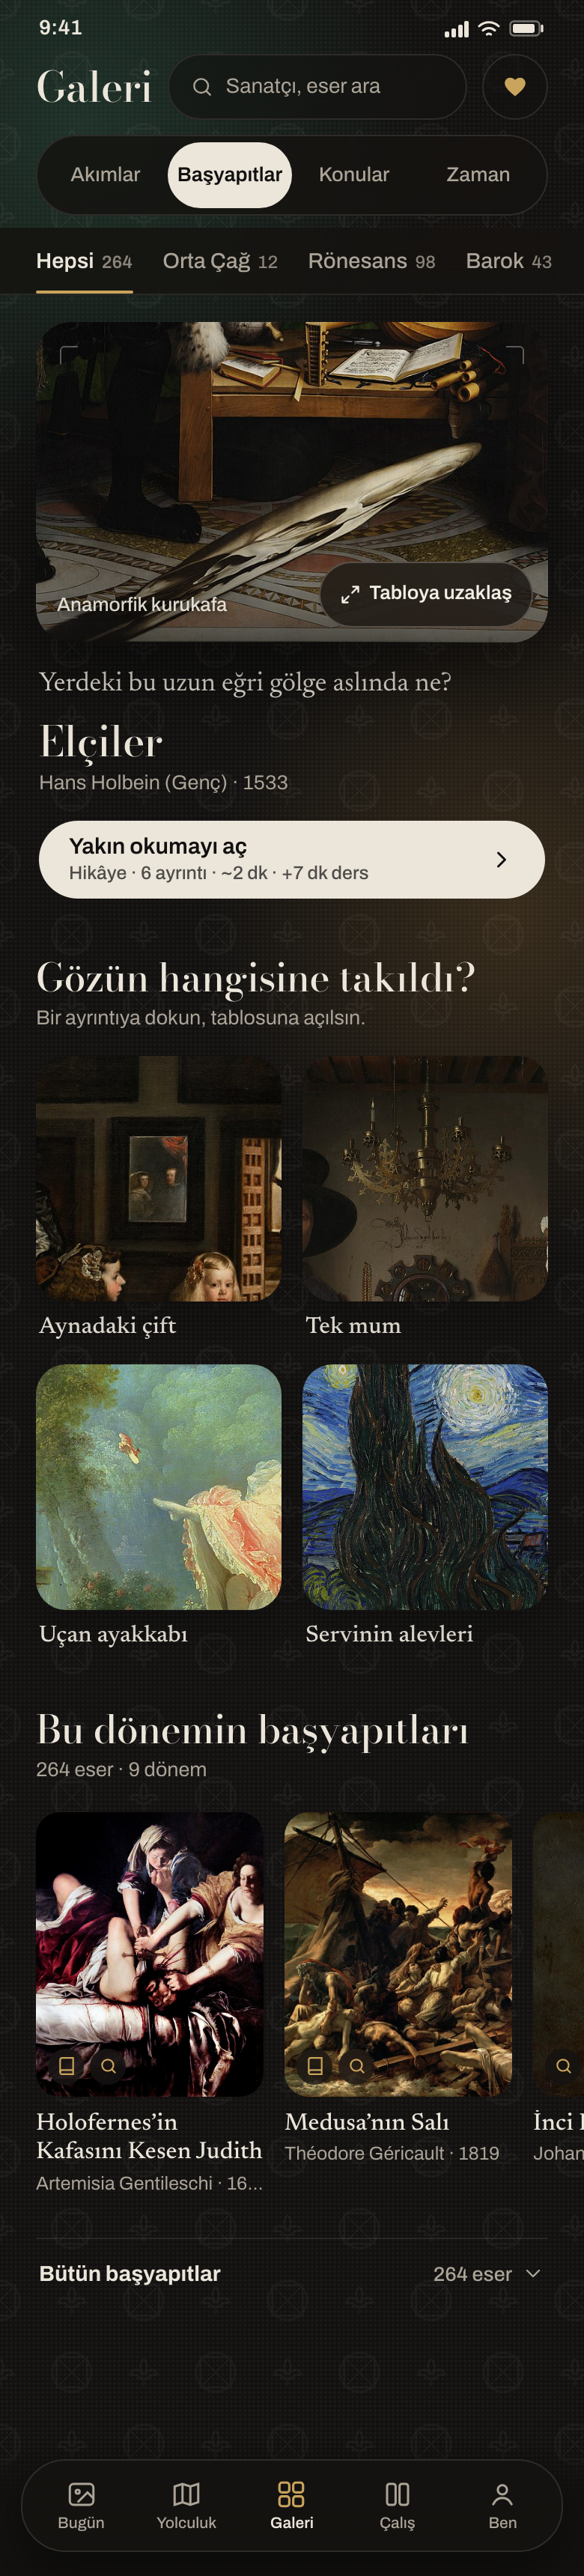 9:41
Galeri
Sanatçı, eser ara
Akımlar
Başyapıtlar
Konular
Zaman
Hepsi 264
Orta Çağ 12
Rönesans 98
Barok 43
Anamorfik kurukafa
Tabloya uzaklaş
Yerdeki bu uzun eğri gölge aslında ne?
Elçiler
Hans Holbein (Genç) · 1533
Yakın okumayı aç
Hikâye · 6 ayrıntı · ~2 dk · +7 dk ders
Gözün hangisine takıldı?
Bir ayrıntıya dokun, tablosuna açılsın.
Aynadaki çift
Tek mum
Uçan ayakkabı
Servinin alevleri
Bu dönemin başyapıtları
264 eser · 9 dönem
Holofernes’in
Kafasını Kesen Judith
Artemisia Gentileschi · 16…
Medusa’nın Salı
Théodore Géricault · 1819
İnci
Johan
Bütün başyapıtlar
264 eser
Bugün
Yolculuk
Galeri
Çalış
Ben